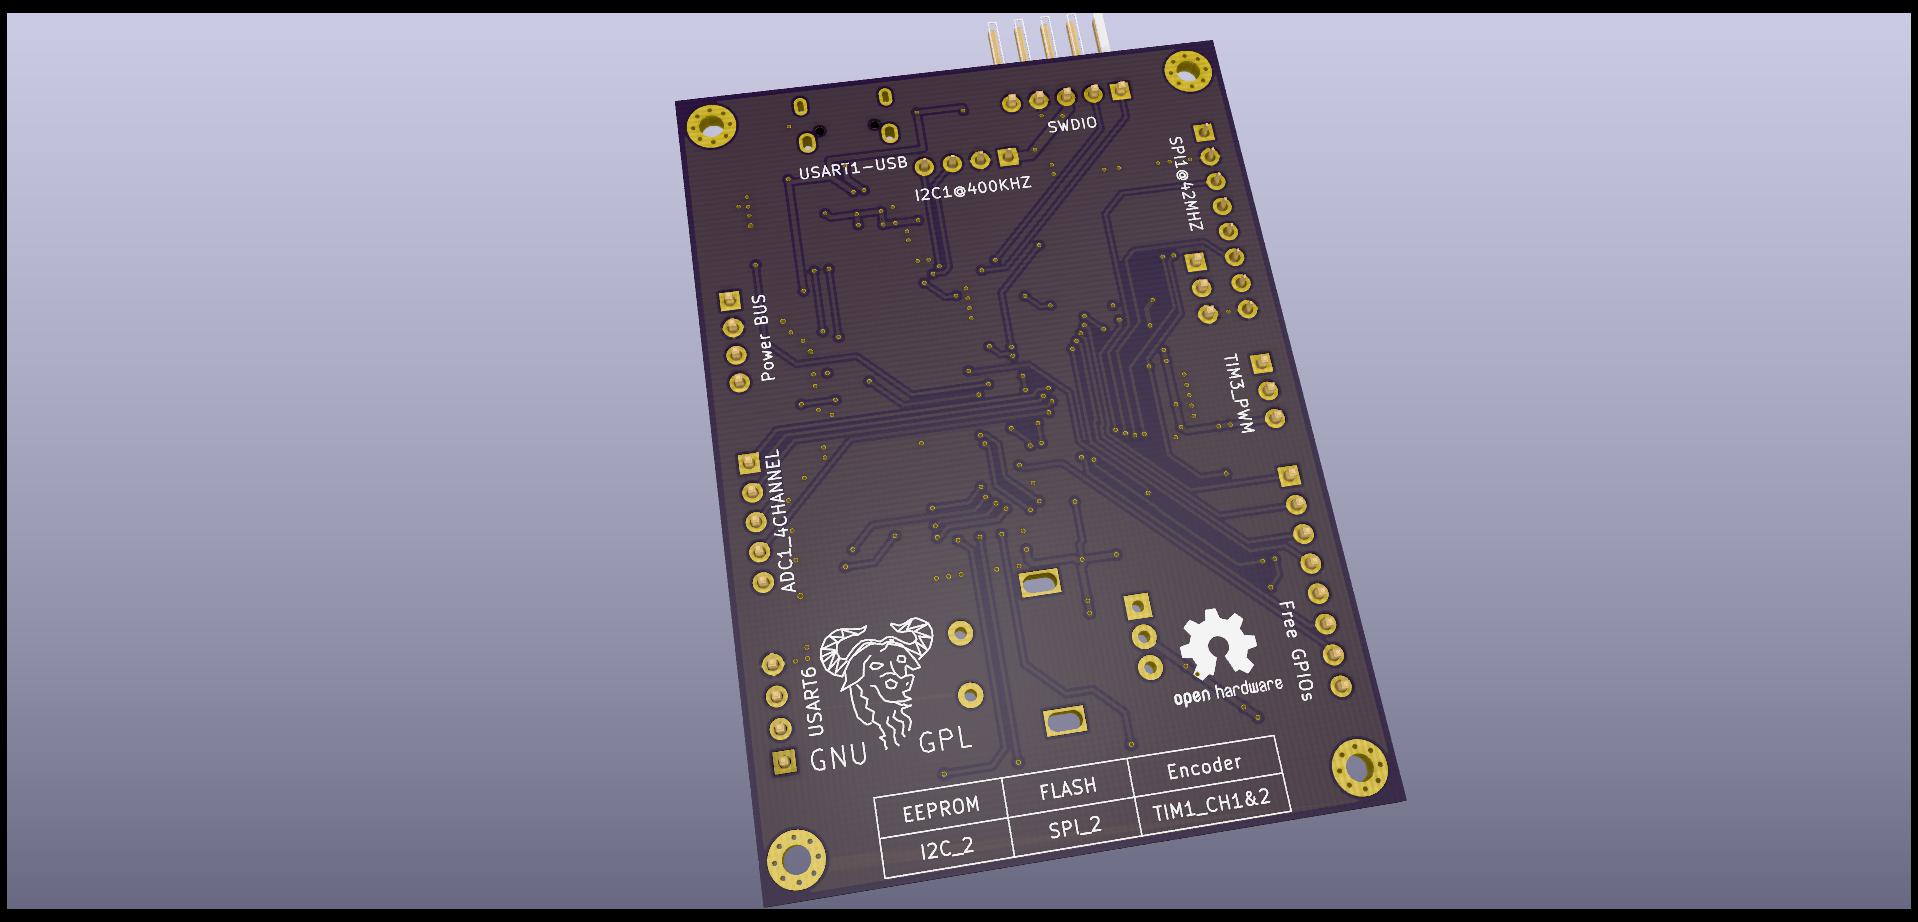 SWDIO
USART1-USB
I2C1@400KHZ
SPI1@42MHZ
Power BUS
TIM3_PWM
ADC1_4CHANNEL
Free GPIOs
USART6
open hardware
GNU GPL
EEPROM FLASH Encoder
I2C_2 SPI_2 TIM1_CH1&2